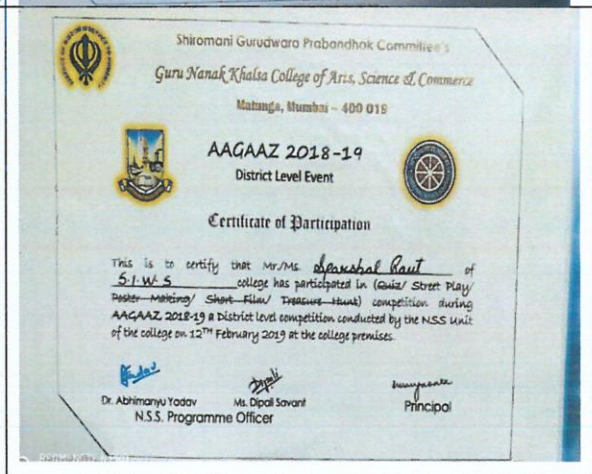 Shiromani Gurudwara Prabandhak Committee's
Guru Nanak Khalsa College of Arts, Science & Commerce
Matunga, Mumbai - 400 019
AAGAAZ 2018-19
District Level Event
Certificate of Participation
This is to certify that Mr/Ms. Sparshal Raut of
S.I.W.S college has participated in (Quiz/ Street Play/
Poster Making/ Short Film/ Treasure Hunt) competition during
AAGAAZ 2018-19 a District level competition conducted by the NSS Unit
of the college on 12TH February 2019 at the college premises.
Dr. Abhimanyu Yadav Ms. Dipali Savant Principal
N.S.S. Programme Officer